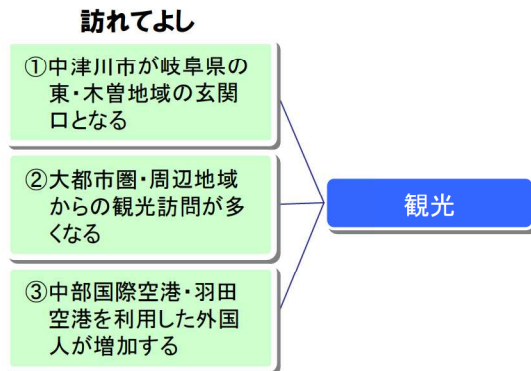 訪れてよし
①中津川市が岐阜県の
東・木曽地域の玄関
口となる
②大都市圏・周辺地域
からの観光訪問が多
くなる
③中部国際空港・羽田
空港を利用した外国
人が増加する
観光